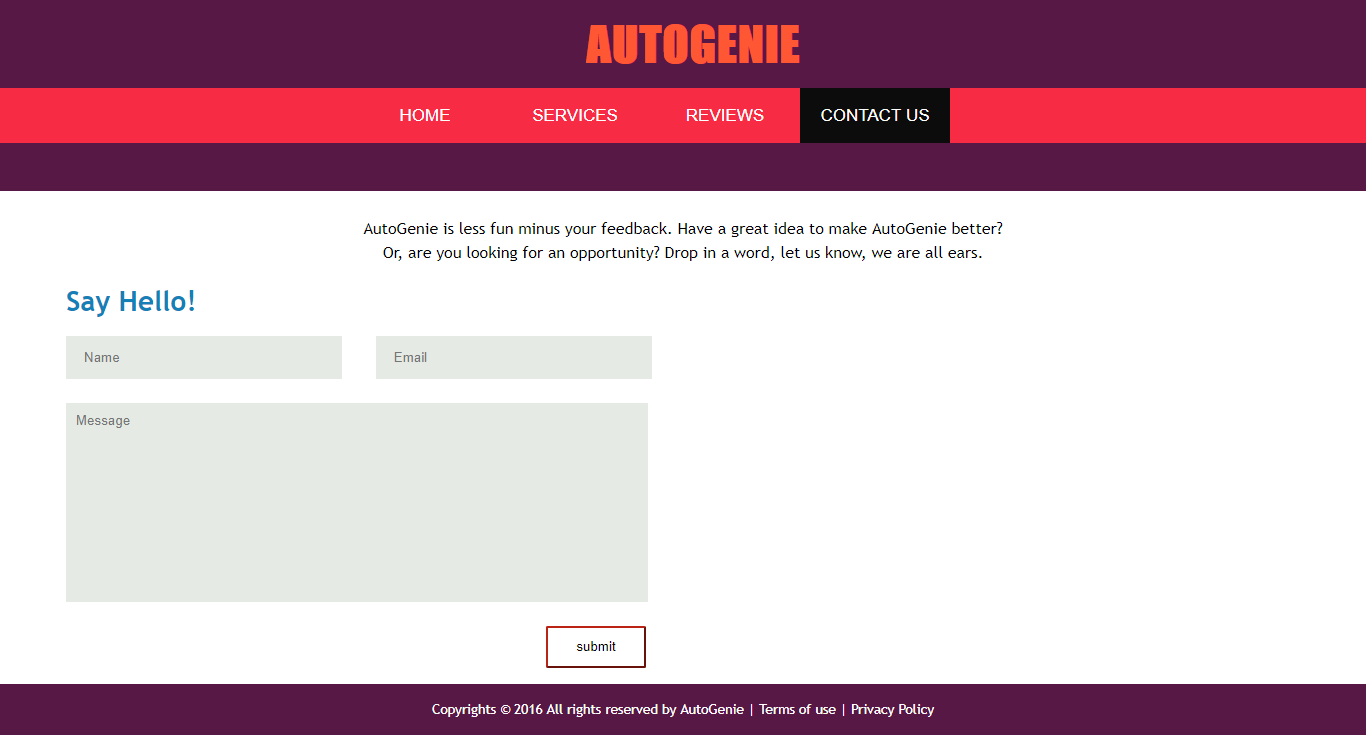 AUTOGENIE
HOME SERVICES REVIEWS CONTACT US
AutoGenie is less fun minus your feedback. Have a great idea to make AutoGenie better?
Or, are you looking for an opportunity? Drop in a word, let us know, we are all ears.
Say Hello!
Name Email
Message
submit
Copyrights © 2016 All rights reserved by AutoGenie | Terms of use | Privacy Policy